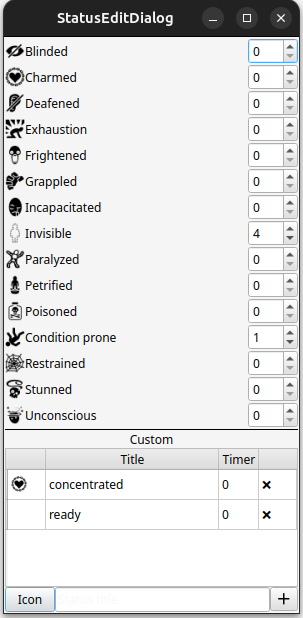 StatusEditDialog
Blinded 0
Charmed 0
Deafened 0
Exhaustion 0
Frightened 0
Grappled 0
Incapacitated 0
Invisible 4
Paralyzed 0
Petrified 0
Poisoned 0
Condition prone 1
Restrained 0
Stunned 0
Unconscious 0
Custom
Title Timer
concentrated 0 ×
ready 0 ×
Icon +